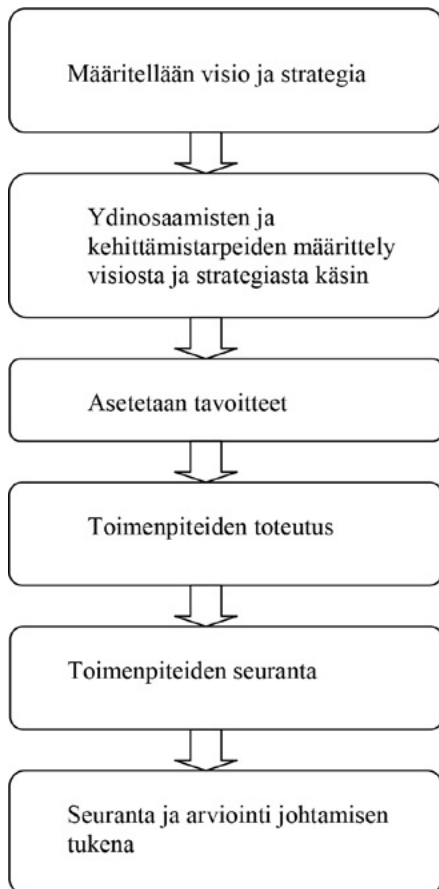 Määritellään visio ja strategia
Ydinosaamisten ja
kehittämistarpeiden määrittely
visiosta ja strategiasta käsin
Asetetaan tavoitteet
Toimenpiteiden toteutus
Toimenpiteiden seuranta
Seuranta ja arviointi johtamisen
tukena